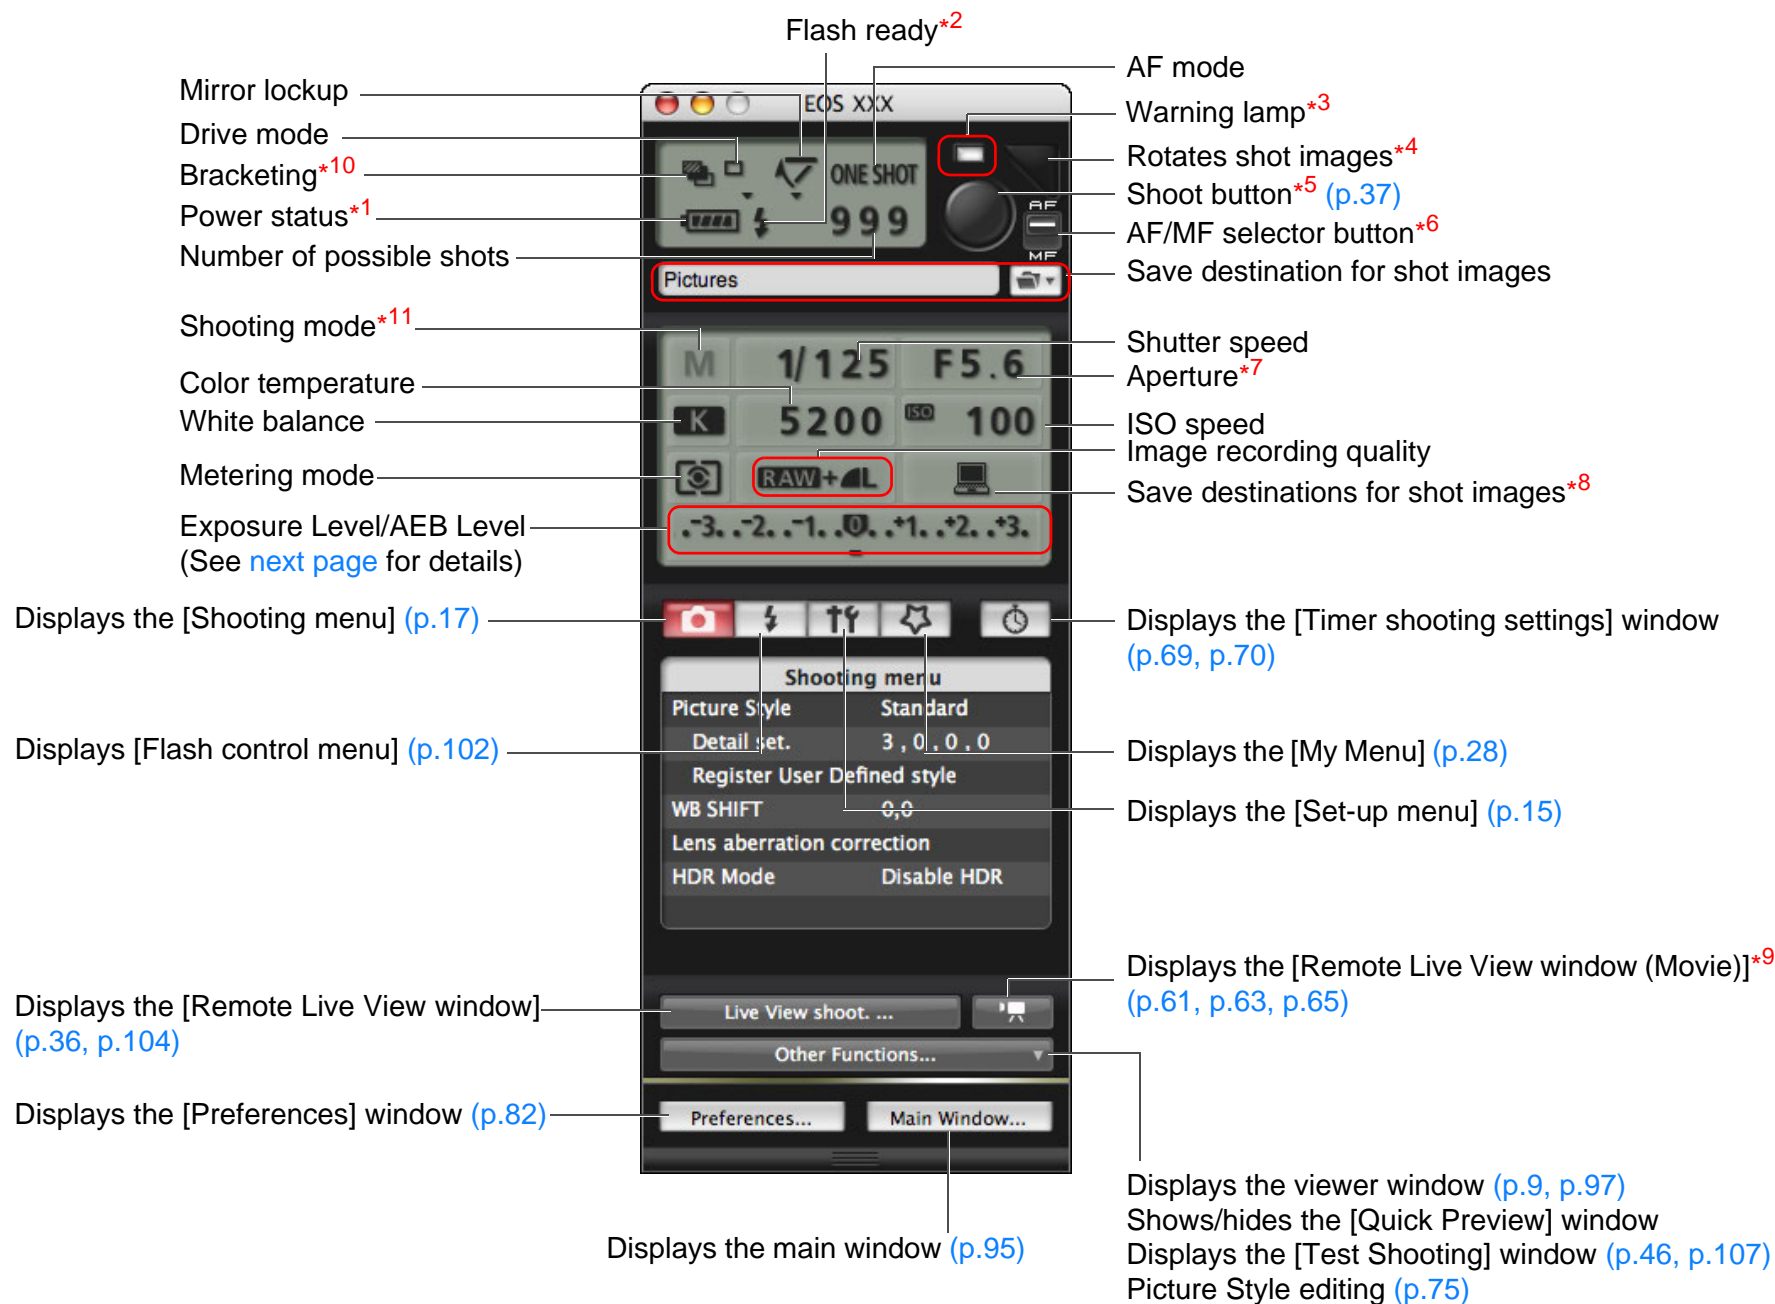 Flash ready*2
Mirror lockup
Drive mode
Bracketing*10
Power status*1
Number of possible shots
Shooting mode*11
Color temperature
White balance
Metering mode
Exposure Level/AEB Level
(See next page for details)
Displays the [Shooting menu] (p.17)
Displays [Flash control menu] (p.102)
Displays the [Remote Live View window]
(p.36, p.104)
Displays the [Preferences] window (p.82)
EOS XXX
ONE SHOT
999
AF
MF
Pictures
M 1/125 F5.6
K 5200 ISO 100
RAW+L
.-3. .-2. .-1. .0. .+1. .+2. .+3.
Shooting menu
Picture Style Standard
Detail set. 3 , 0 , 0 , 0
Register User Defined style
WB SHIFT 0,0
Lens aberration correction
HDR Mode Disable HDR
Live View shoot. ...
Other Functions...
Preferences... Main Window...
Displays the main window (p.95)
AF mode
Warning lamp*3
Rotates shot images*4
Shoot button*5 (p.37)
AF/MF selector button*6
Save destination for shot images
Shutter speed
Aperture*7
ISO speed
Image recording quality
Save destinations for shot images*8
Displays the [Timer shooting settings] window
(p.69, p.70)
Displays the [My Menu] (p.28)
Displays the [Set-up menu] (p.15)
Displays the [Remote Live View window (Movie)]*9
(p.61, p.63, p.65)
Displays the viewer window (p.9, p.97)
Shows/hides the [Quick Preview] window
Displays the [Test Shooting] window (p.46, p.107)
Picture Style editing (p.75)